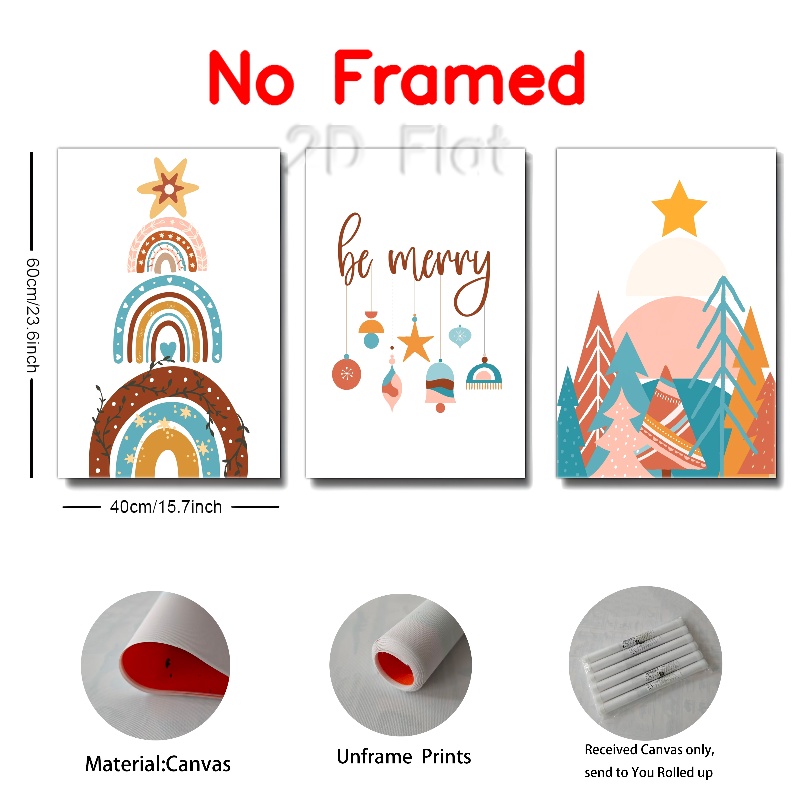 No Framed
2D Flat
60cm/23.6inch
be merry
40cm/15.7inch
Material:Canvas
Unframe Prints
Received Canvas only,
send to You Rolled up